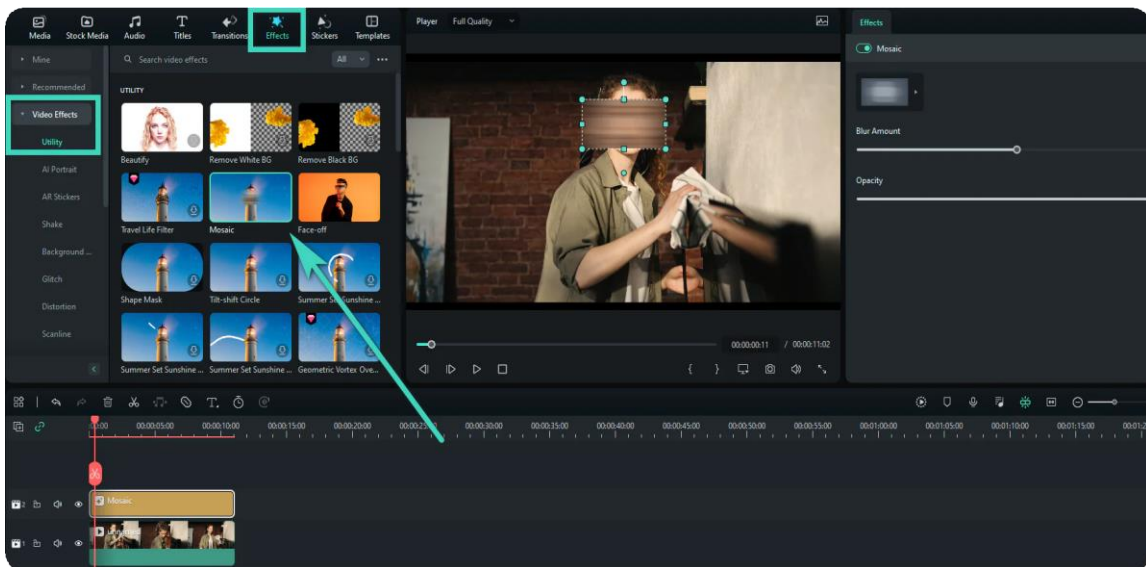 Media Stock Media Audio Titles Transitions Effects Stickers Templates
Player Full Quality
Effects
Mine
Search video effects
All
Mosaic
Recommended
UTILITY
Video Effects
Utility
Beautify Remove White BG Remove Black BG
Blur Amount
AI Portrait
Opacity
AR Stickers
Travel Life Filter Mosaic Face-off
Shake
Background ...
Glitch
Shape Mask Tilt-shift Circle Summer Set Sunshine ...
Distortion
Scanline
00:00:00:11 / 00:00:11:02
Summer Set Sunshine ... Summer Set Sunshine ... Geometric Vortex Ove...
00:00:05:00 00:00:10:00 00:00:15:00 00:00:20:00 00:00:30:00 00:00:35:00 00:00:40:00 00:00:45:00 00:00:50:00 00:00:55:00 00:01:00:00 00:01:05:00 00:01:10:00 00:01:15:00
2 Mosaic
1